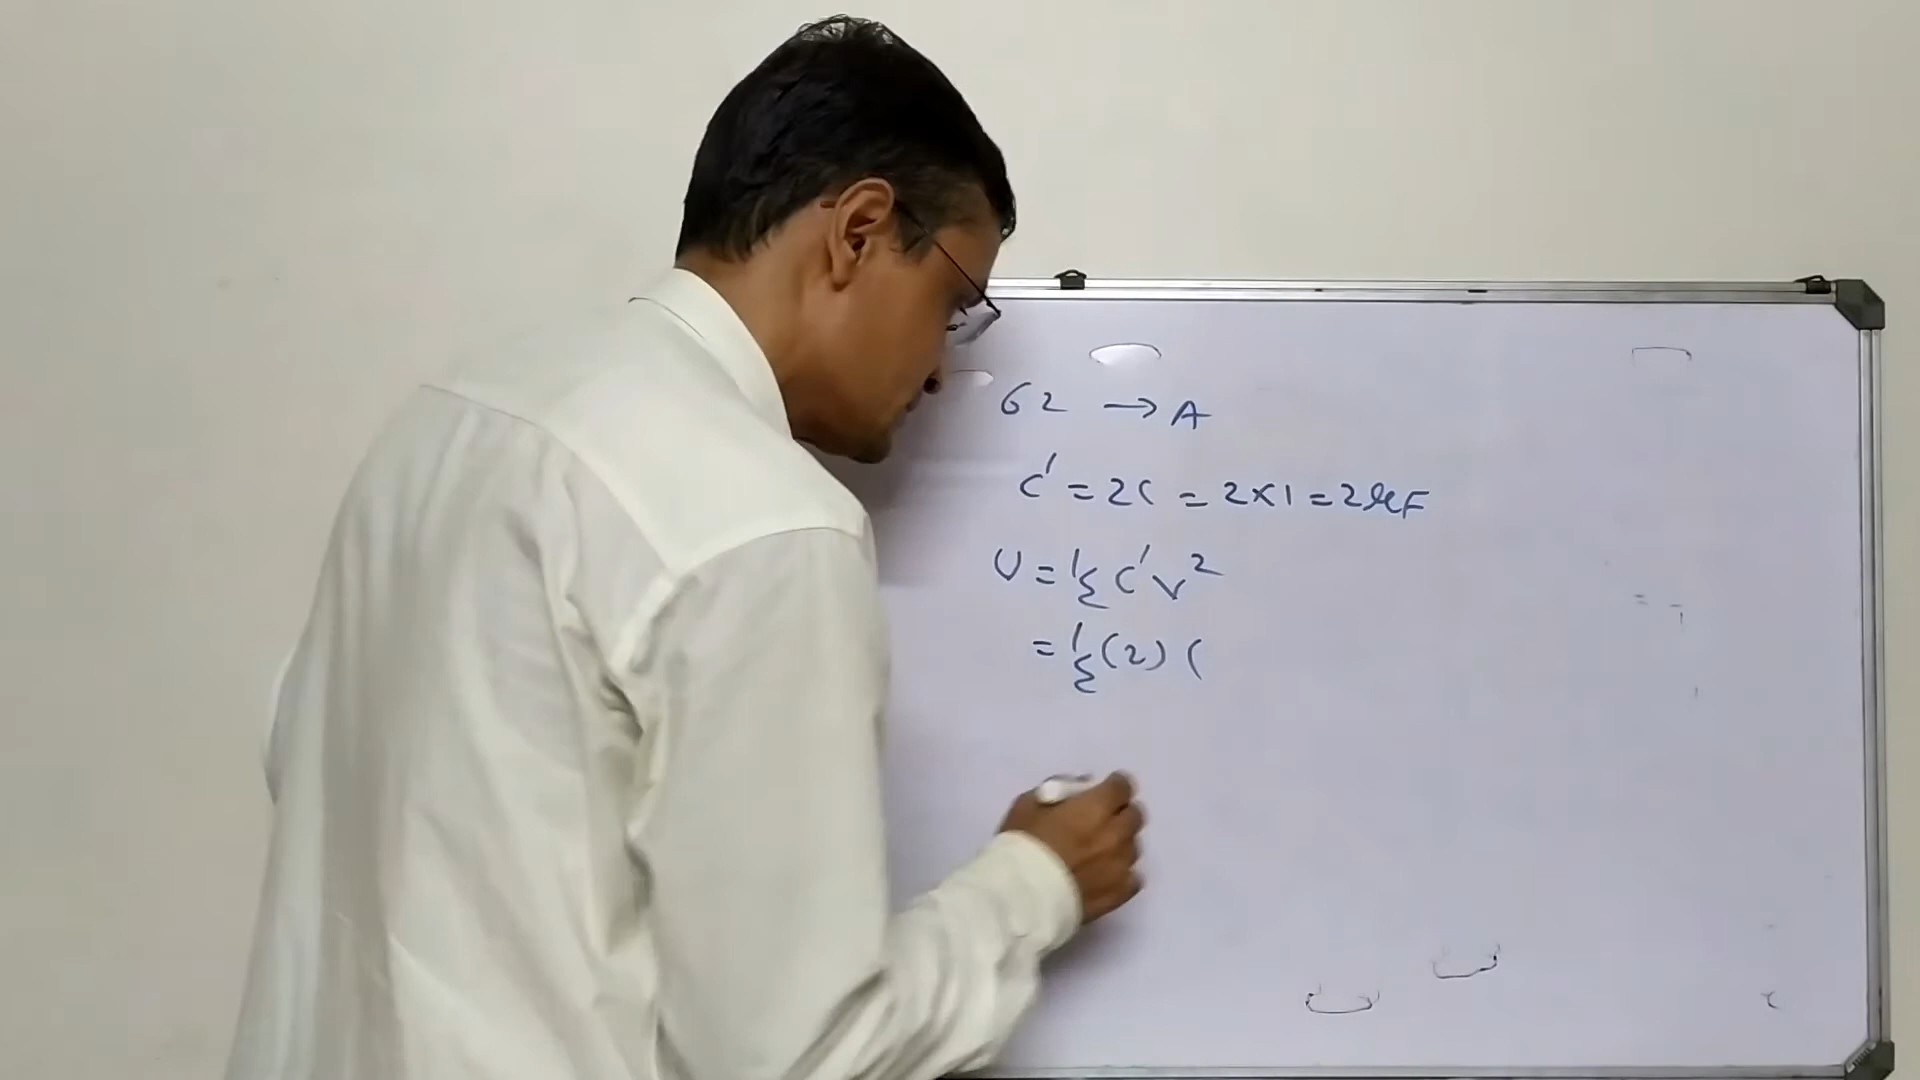 62 → A
C' = 2C = 2×1 = 2μF
U = 1/2 C'V²
= 1/2 (2) (